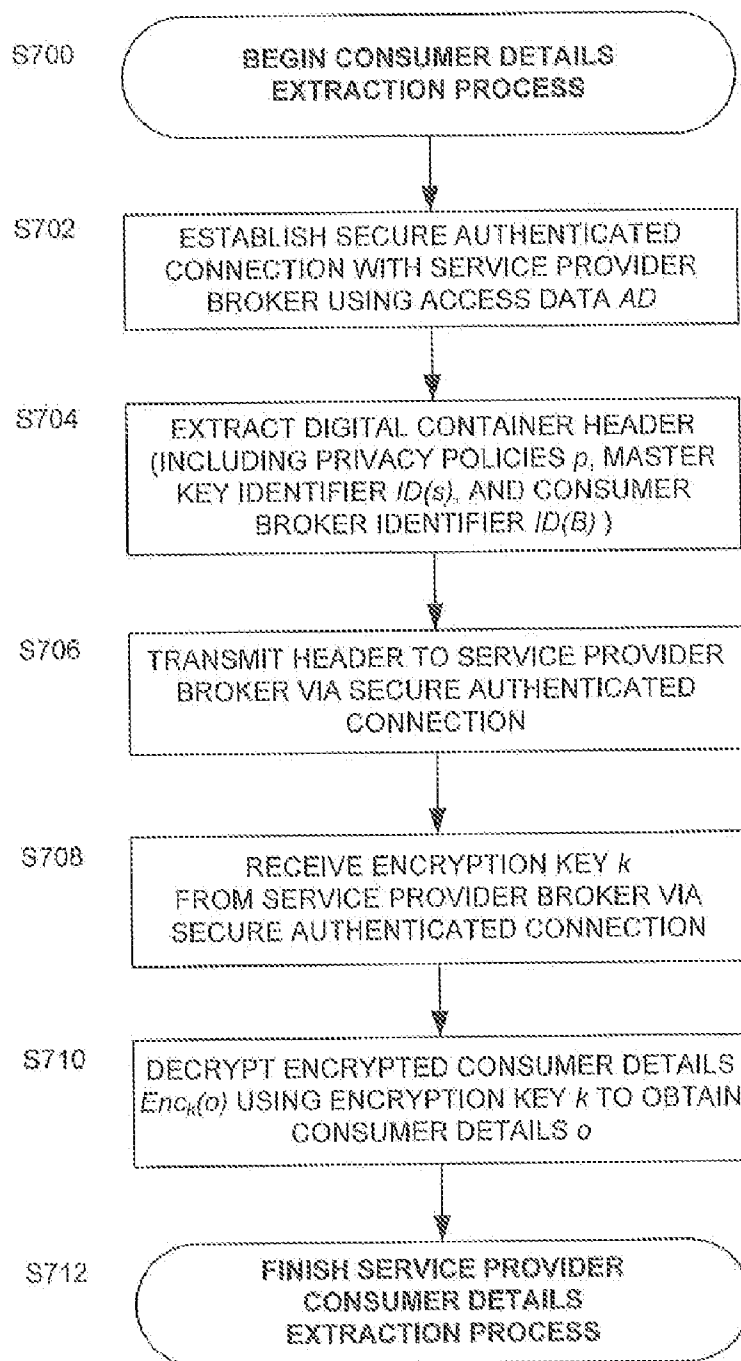 S700
BEGIN CONSUMER DETAILS
EXTRACTION PROCESS
S702
ESTABLISH SECURE AUTHENTICATED
CONNECTION WITH SERVICE PROVIDER
BROKER USING ACCESS DATA AD
S704
EXTRACT DIGITAL CONTAINER HEADER
(INCLUDING PRIVACY POLICIES p, MASTER
KEY IDENTIFIER ID(s), AND CONSUMER
BROKER IDENTIFIER ID(B) )
S706
TRANSMIT HEADER TO SERVICE PROVIDER
BROKER VIA SECURE AUTHENTICATED
CONNECTION
S708
RECEIVE ENCRYPTION KEY k
FROM SERVICE PROVIDER BROKER VIA
SECURE AUTHENTICATED CONNECTION
S710
DECRYPT ENCRYPTED CONSUMER DETAILS
Enck(o) USING ENCRYPTION KEY k TO OBTAIN
CONSUMER DETAILS o
S712
FINISH SERVICE PROVIDER
CONSUMER DETAILS
EXTRACTION PROCESS